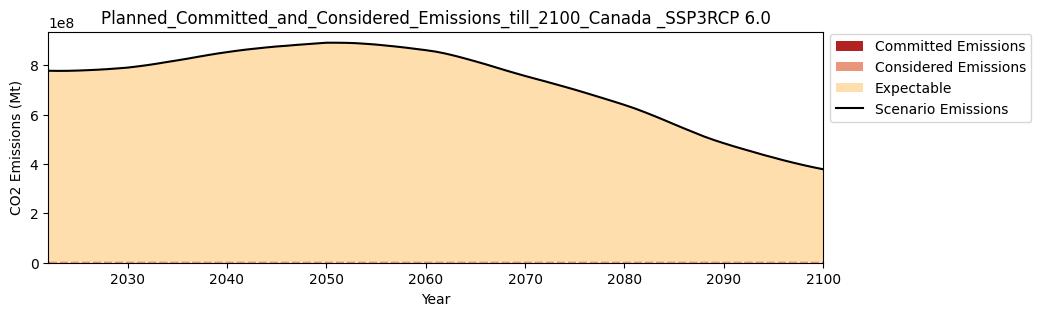 Planned_Committed_and_Considered_Emissions_till_2100_Canada _SSP3RCP 6.0
1e8
8
6
4
2
0
CO2 Emissions (Mt)
2030 2040 2050 2060 2070 2080 2090 2100
Year
Committed Emissions
Considered Emissions
Expectable
Scenario Emissions